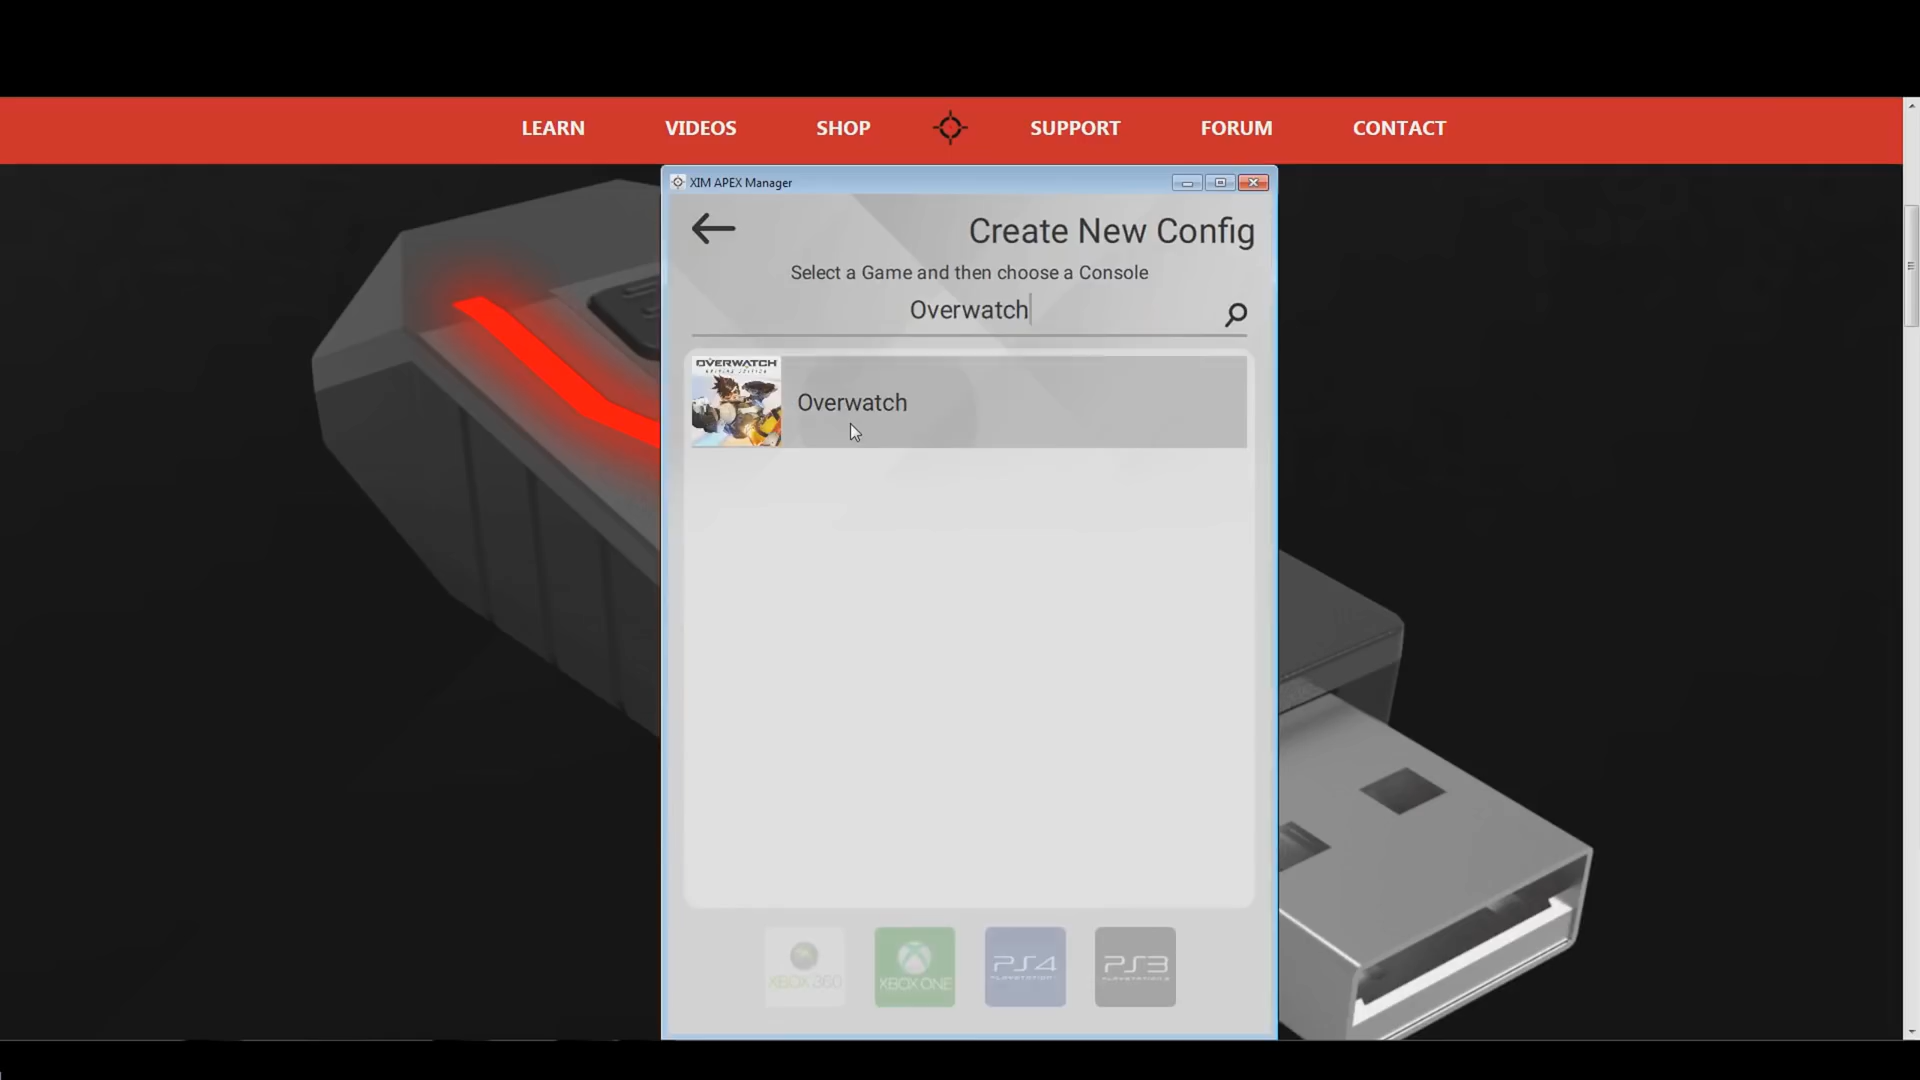 LEARN VIDEOS SHOP SUPPORT FORUM CONTACT
XIM APEX Manager
Create New Config
Select a Game and then choose a Console
Overwatch
OVERWATCH
Overwatch
XBOX 360 XBOX ONE PS4 PS3